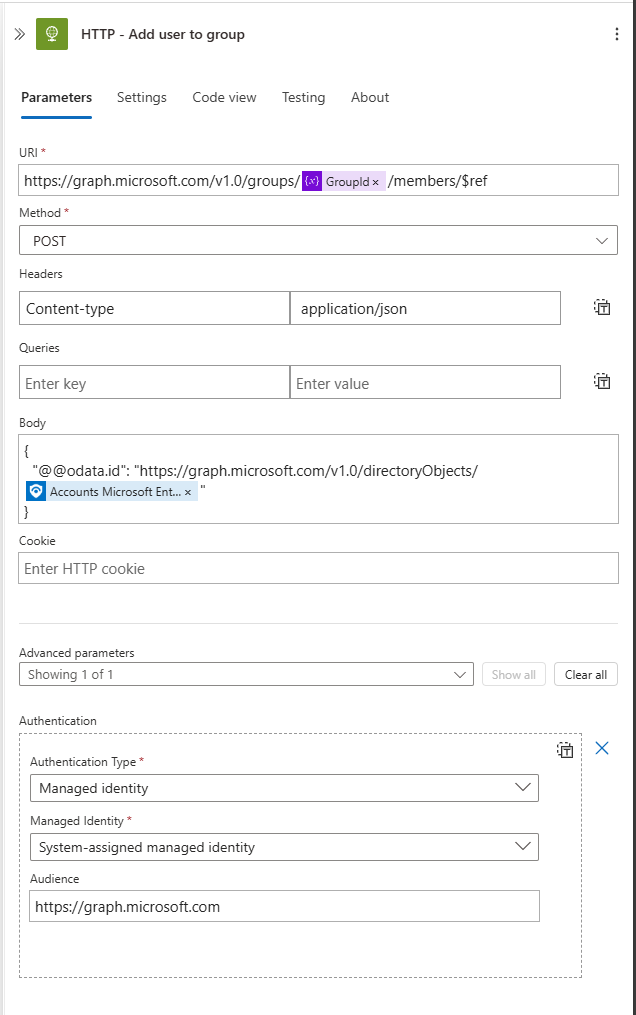 HTTP - Add user to group
Parameters Settings Code view Testing About
URI *
https://graph.microsoft.com/v1.0/groups/ {x} GroupId × /members/$ref
Method *
POST
Headers
Content-type application/json
Queries
Enter key Enter value
Body
{
"@@odata.id": "https://graph.microsoft.com/v1.0/directoryObjects/
Accounts Microsoft Ent... × "
}
Cookie
Enter HTTP cookie
Advanced parameters
Showing 1 of 1 Show all Clear all
Authentication
Authentication Type *
Managed identity
Managed Identity *
System-assigned managed identity
Audience
https://graph.microsoft.com